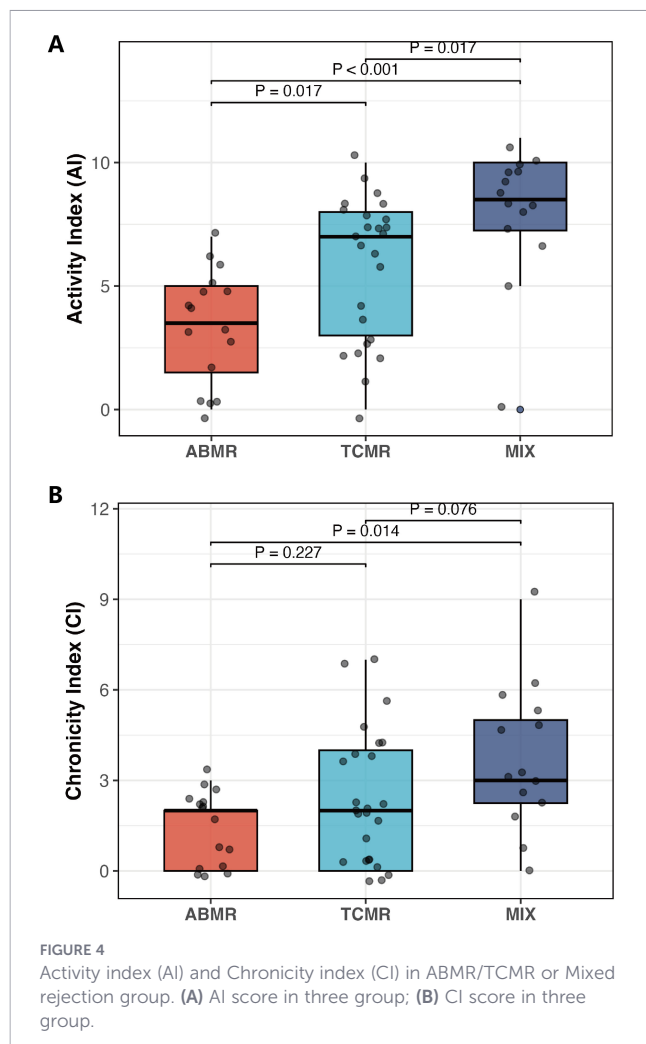 A
P = 0.017
P < 0.001
P = 0.017
Activity Index (AI)
10
5
0
ABMR
TCMR
MIX
B
12
P = 0.076
P = 0.014
P = 0.227
Chronicity Index (CI)
9
6
3
0
ABMR
TCMR
MIX
FIGURE 4
Activity index (AI) and Chronicity index (CI) in ABMR/TCMR or Mixed
rejection group. (A) AI score in three group; (B) CI score in three
group.